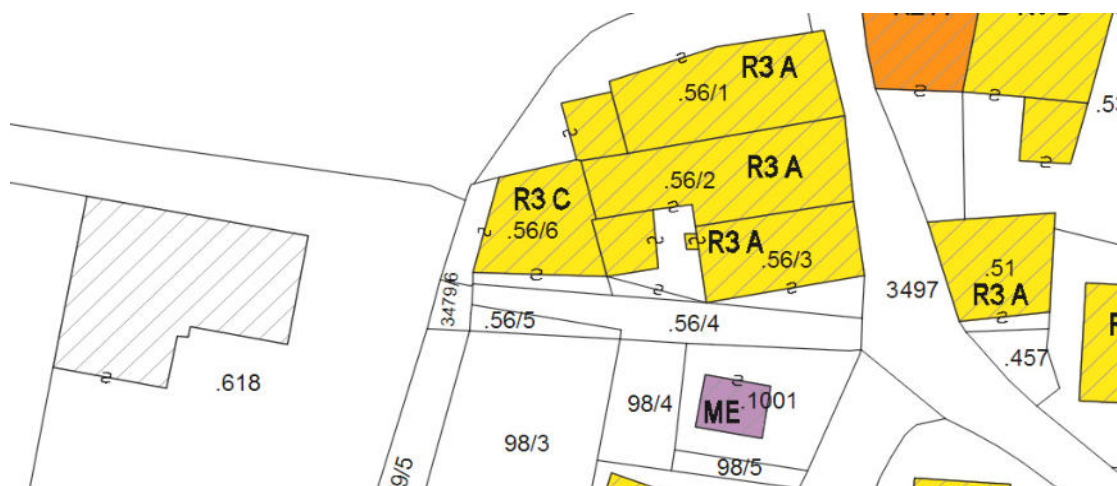 R3 A
.56/1
R3 A
.56/2
R3 C
.56/6
R3 A
.56/3
3479/6
.56/5
.56/4
3497
.51
R3 A
.457
.618
98/4
ME
.1001
98/3
98/5